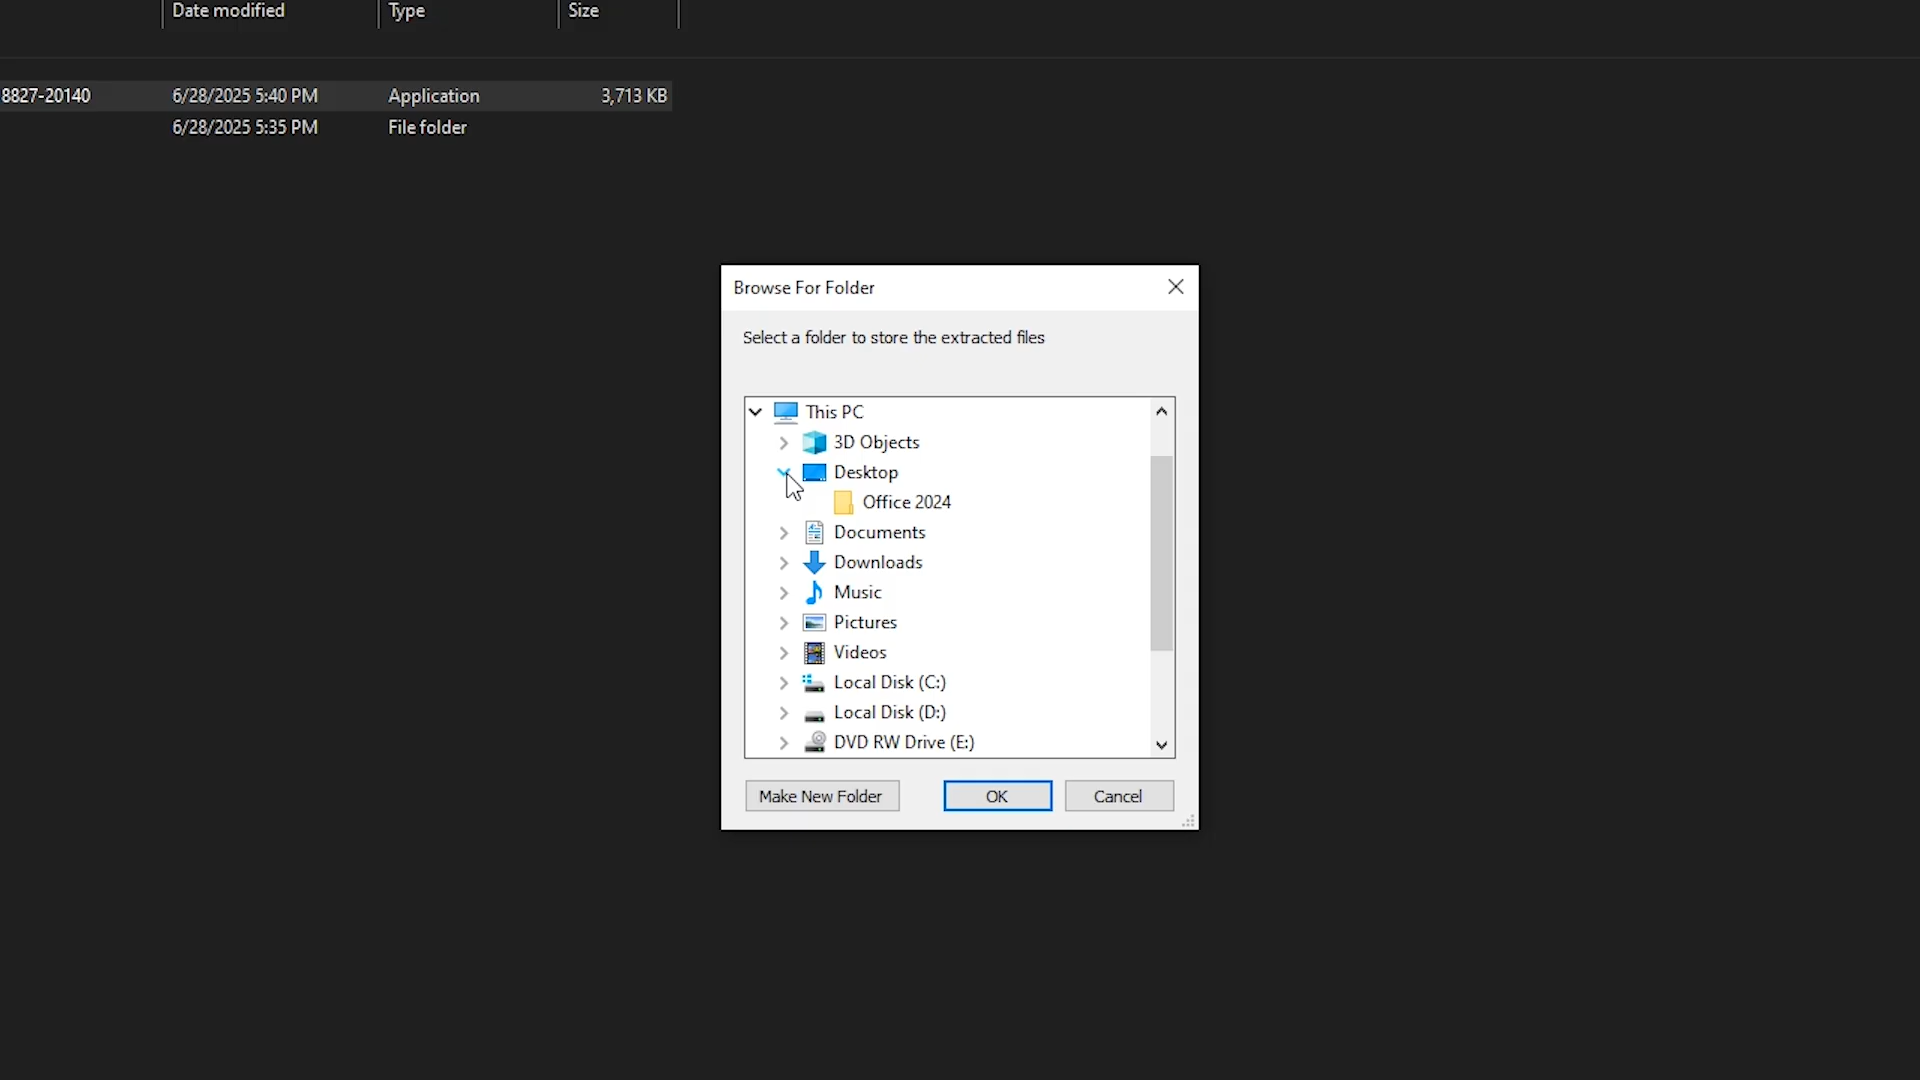 Date modified Type Size
8827-20140 6/28/2025 5:40 PM Application 3,713 KB
6/28/2025 5:35 PM File folder
Browse For Folder
Select a folder to store the extracted files
This PC
3D Objects
Desktop
Office 2024
Documents
Downloads
Music
Pictures
Videos
Local Disk (C:)
Local Disk (D:)
DVD RW Drive (E:)
Make New Folder OK Cancel